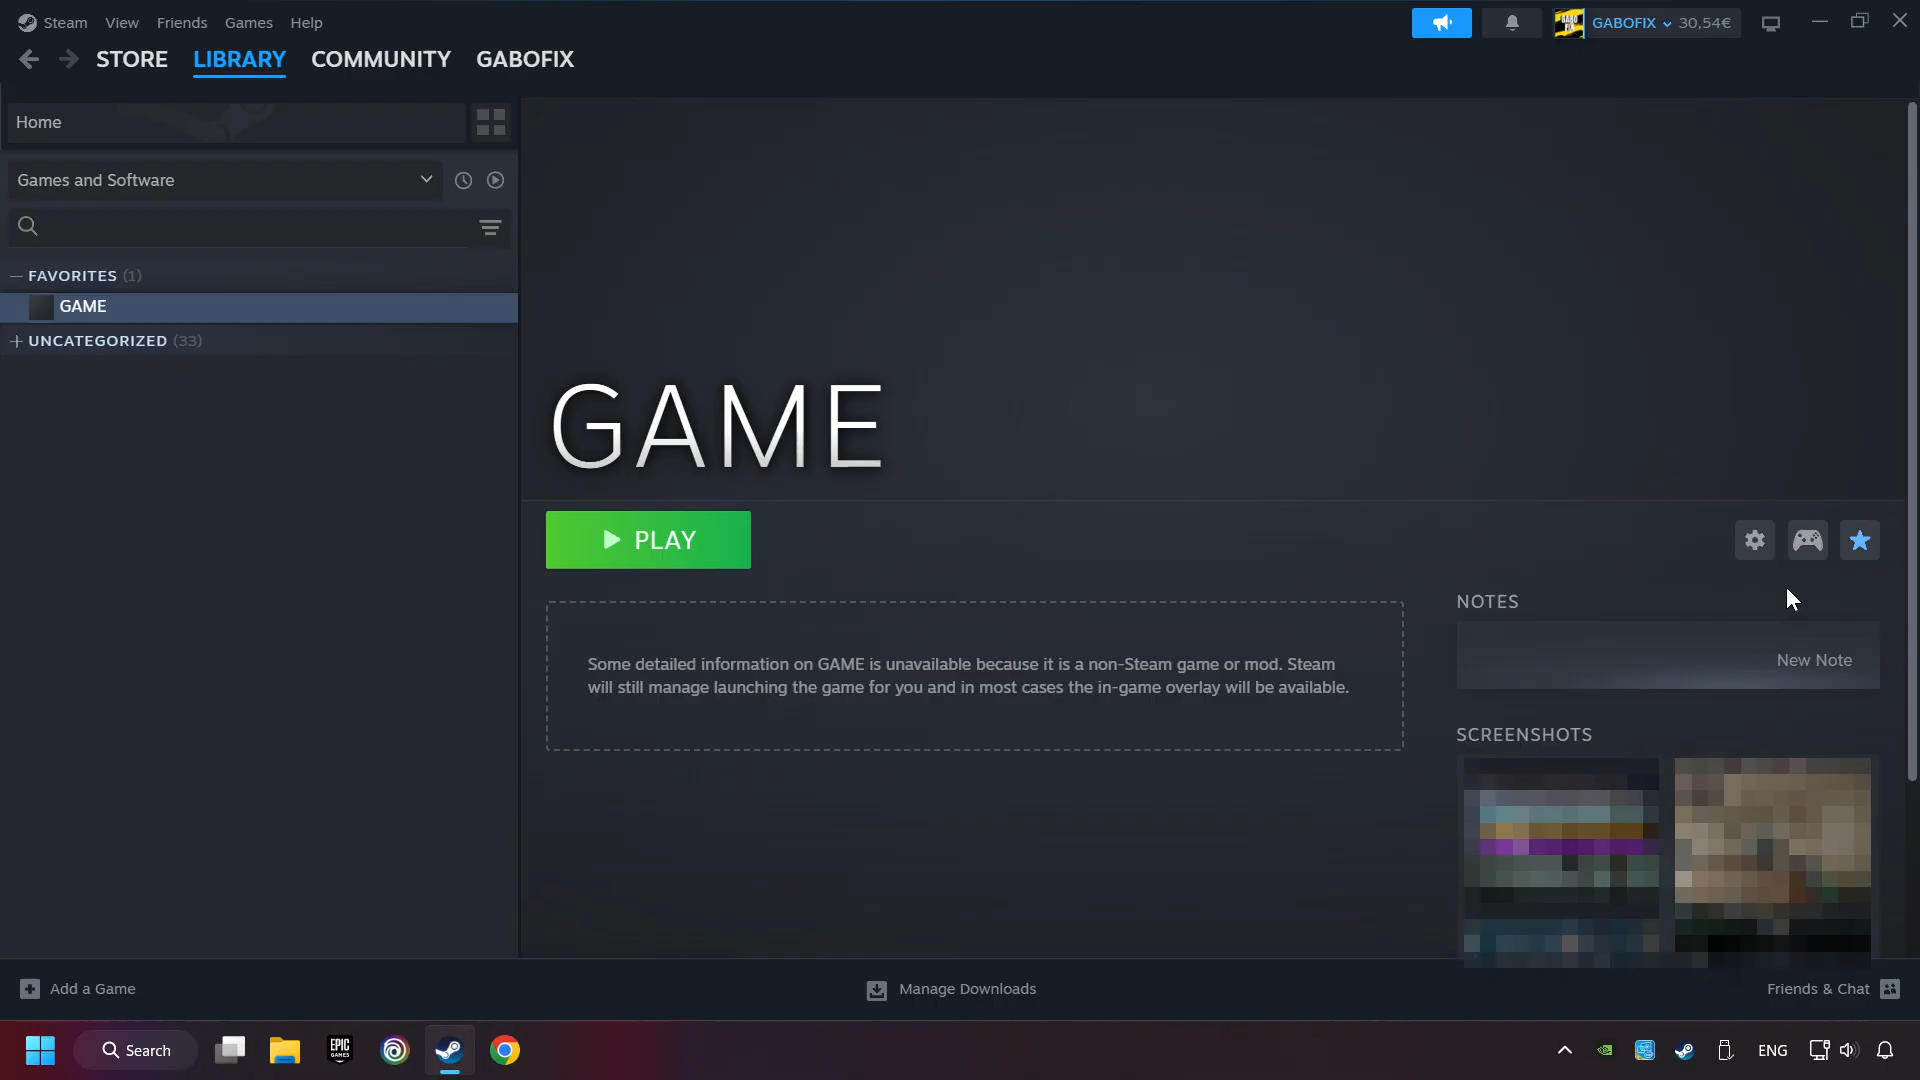 Steam View Friends Games Help
GABOFIX 30,54€
STORE LIBRARY COMMUNITY GABOFIX
Home
Games and Software
FAVORITES (1)
GAME
UNCATEGORIZED (33)
GAME
PLAY
Some detailed information on GAME is unavailable because it is a non-Steam game or mod. Steam
will still manage launching the game for you and in most cases the in-game overlay will be available.
NOTES
New Note
SCREENSHOTS
Add a Game
Manage Downloads
Friends & Chat
Search
EPIC
GAMES
ENG